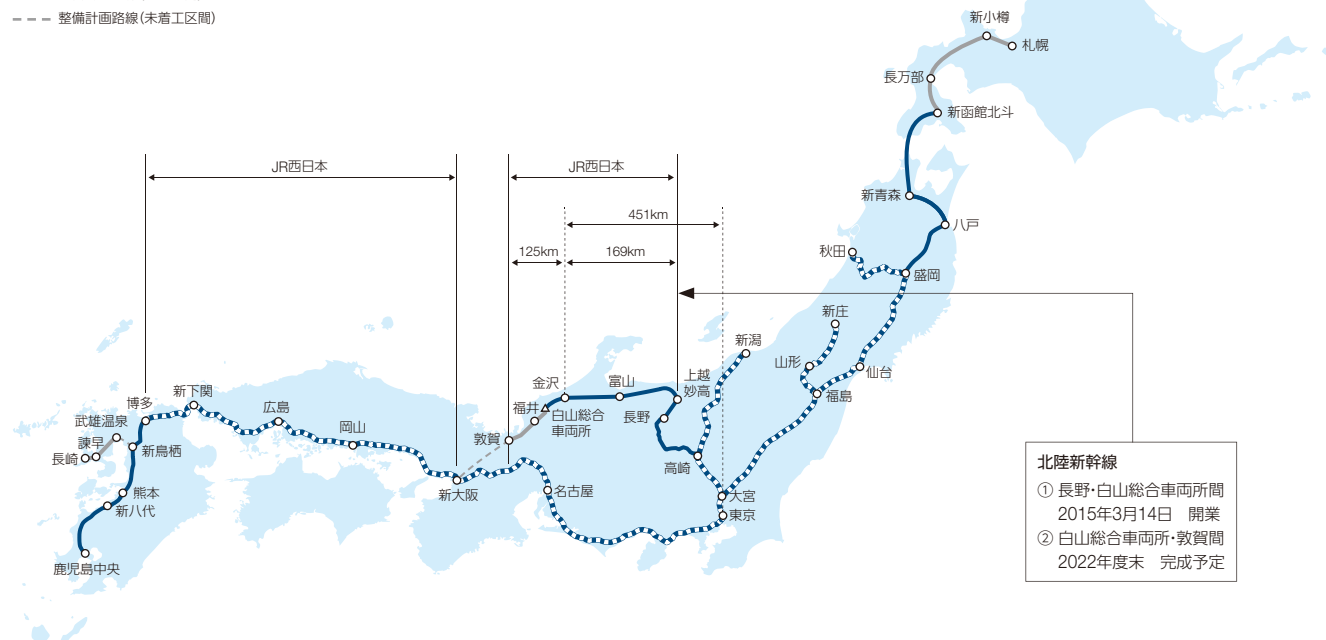 整備計画路線(未着工区間)
新小樽
札幌
長万部
新函館北斗
JR西日本
JR西日本
新青森
451km
八戸
秋田
125km
169km
盛岡
新庄
新潟
山形
仙台
上越
妙高
富山
金沢
福島
新下関
博多
広島
福井
白山総合
車両所
長野
武雄温泉
岡山
敦賀
諫早
長崎
新鳥栖
高崎
新大阪
名古屋
大宮
熊本
新八代
東京
鹿児島中央
北陸新幹線
① 長野・白山総合車両所間
2015年3月14日 開業
② 白山総合車両所・敦賀間
2022年度末 完成予定